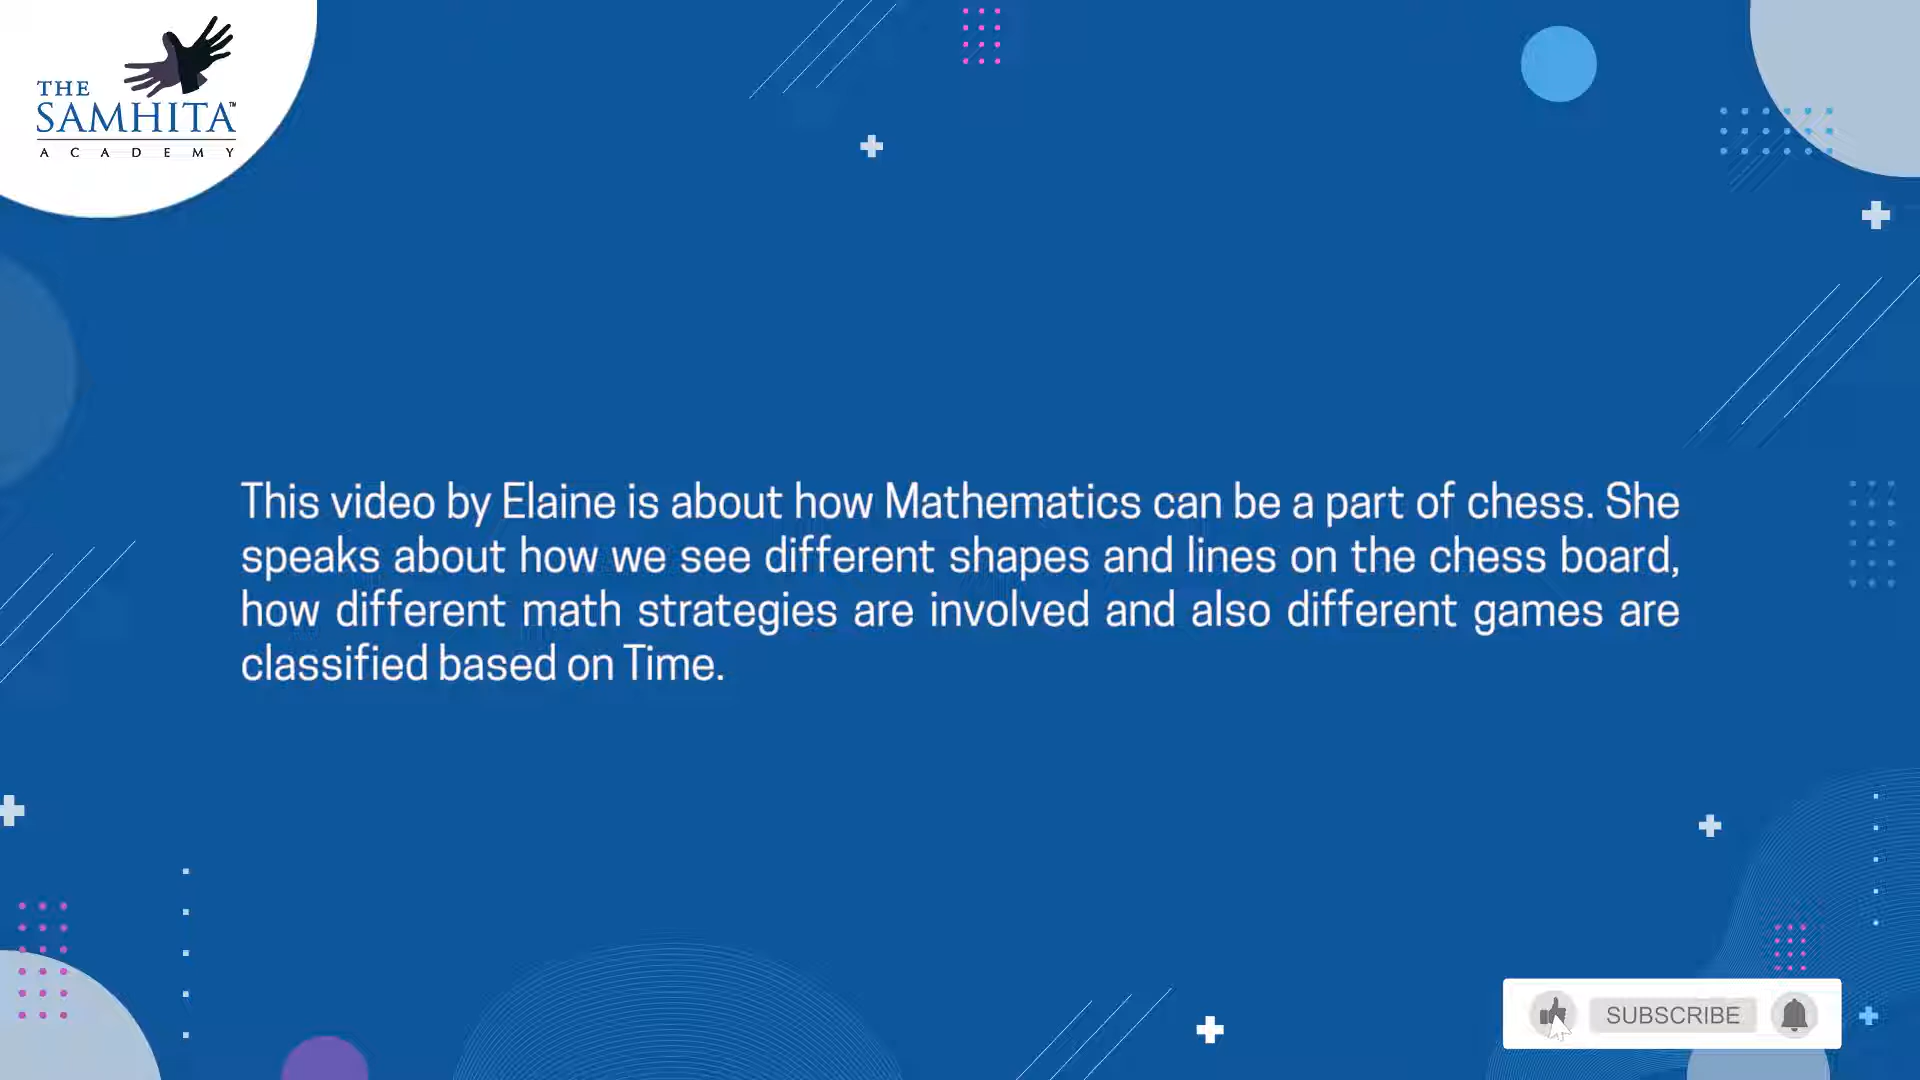 THE
SAMHITA™
ACADEMY
This video by Elaine is about how Mathematics can be a part of chess. She
speaks about how we see different shapes and lines on the chess board,
how different math strategies are involved and also different games are
classified based on Time.
SUBSCRIBE